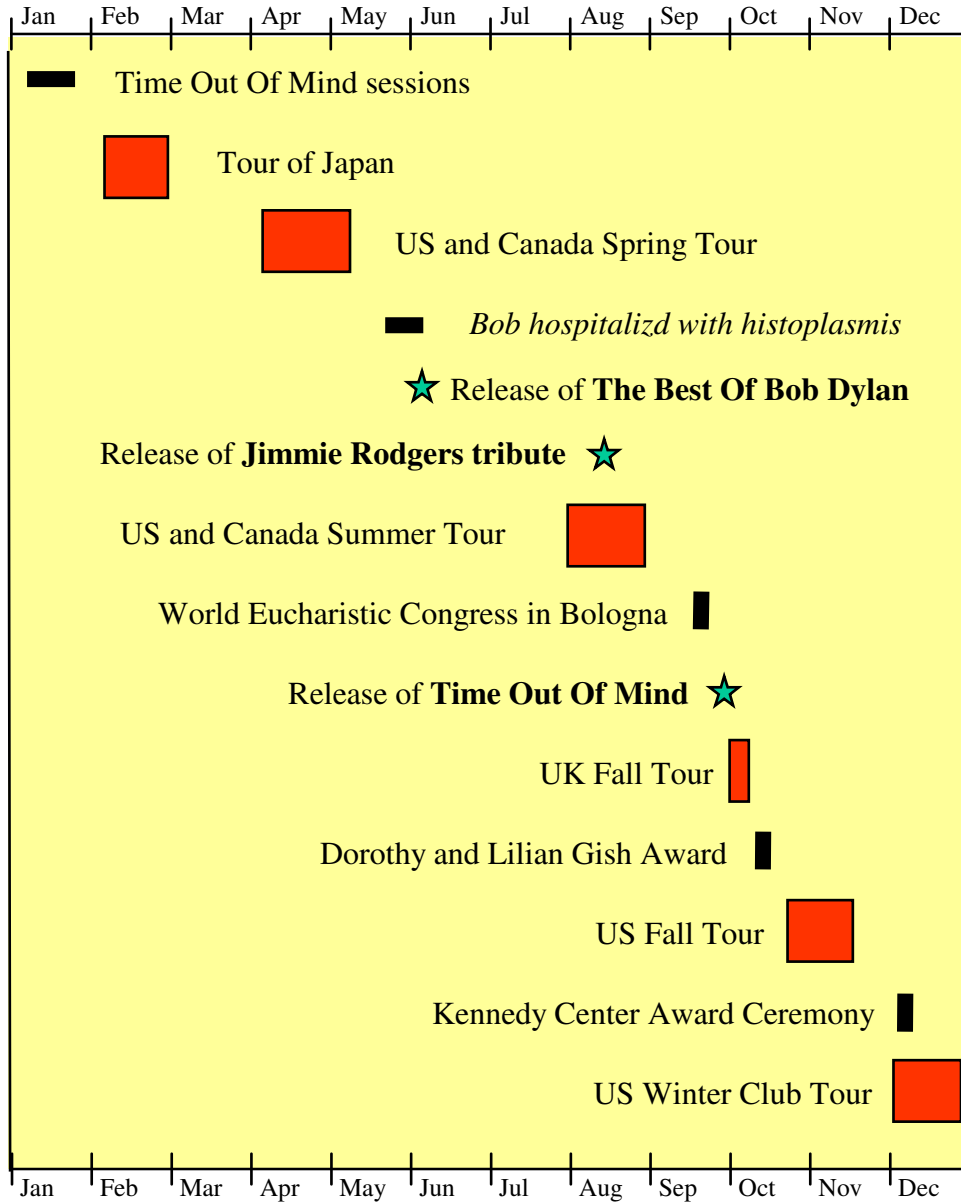 Jan Feb Mar Apr May Jun Jul Aug Sep Oct Nov Dec
Time Out Of Mind sessions
Tour of Japan
US and Canada Spring Tour
Bob hospitalizd with histoplasmis
Release of The Best Of Bob Dylan
Release of Jimmie Rodgers tribute
US and Canada Summer Tour
World Eucharistic Congress in Bologna
Release of Time Out Of Mind
UK Fall Tour
Dorothy and Lilian Gish Award
US Fall Tour
Kennedy Center Award Ceremony
US Winter Club Tour
Jan Feb Mar Apr May Jun Jul Aug Sep Oct Nov Dec